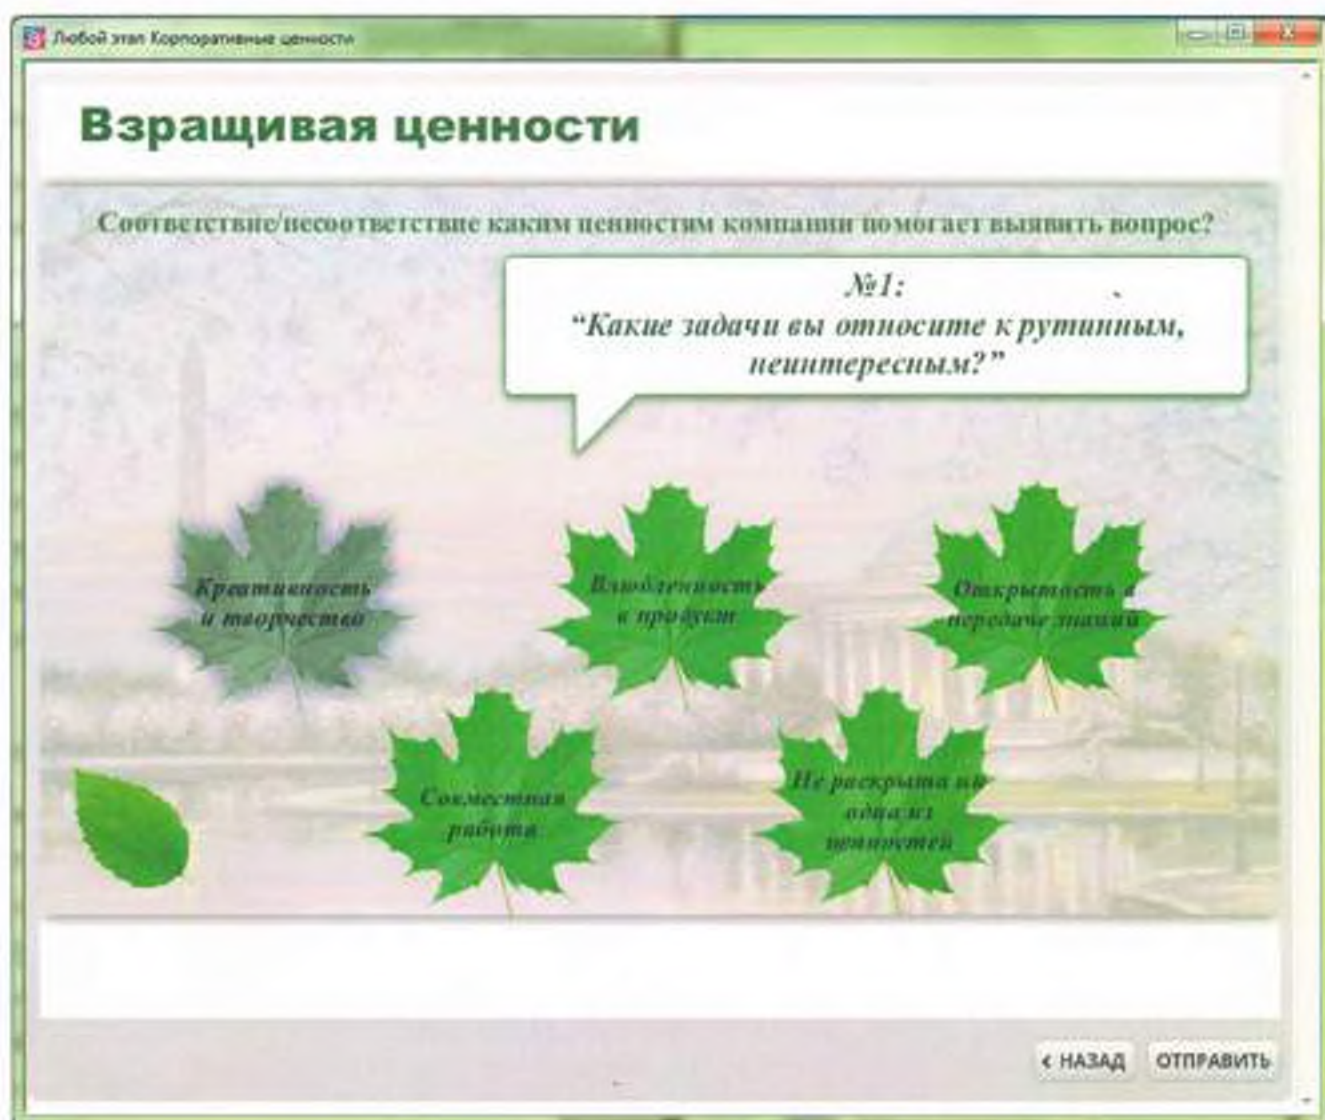 Любой этап Корпоративные ценности
Взращивая ценности
Соответствие/несоответствие каким ценностям компании помогает выявить вопрос?
№1:
“Какие задачи вы относите к рутинным,
неинтересным?”
Креативность
и творчество
Влюбленность
в продукт
Открытость в
передаче знаний
Совместная
работа
Не раскрыта ни
одна из
ценностей
< НАЗАД
ОТПРАВИТЬ